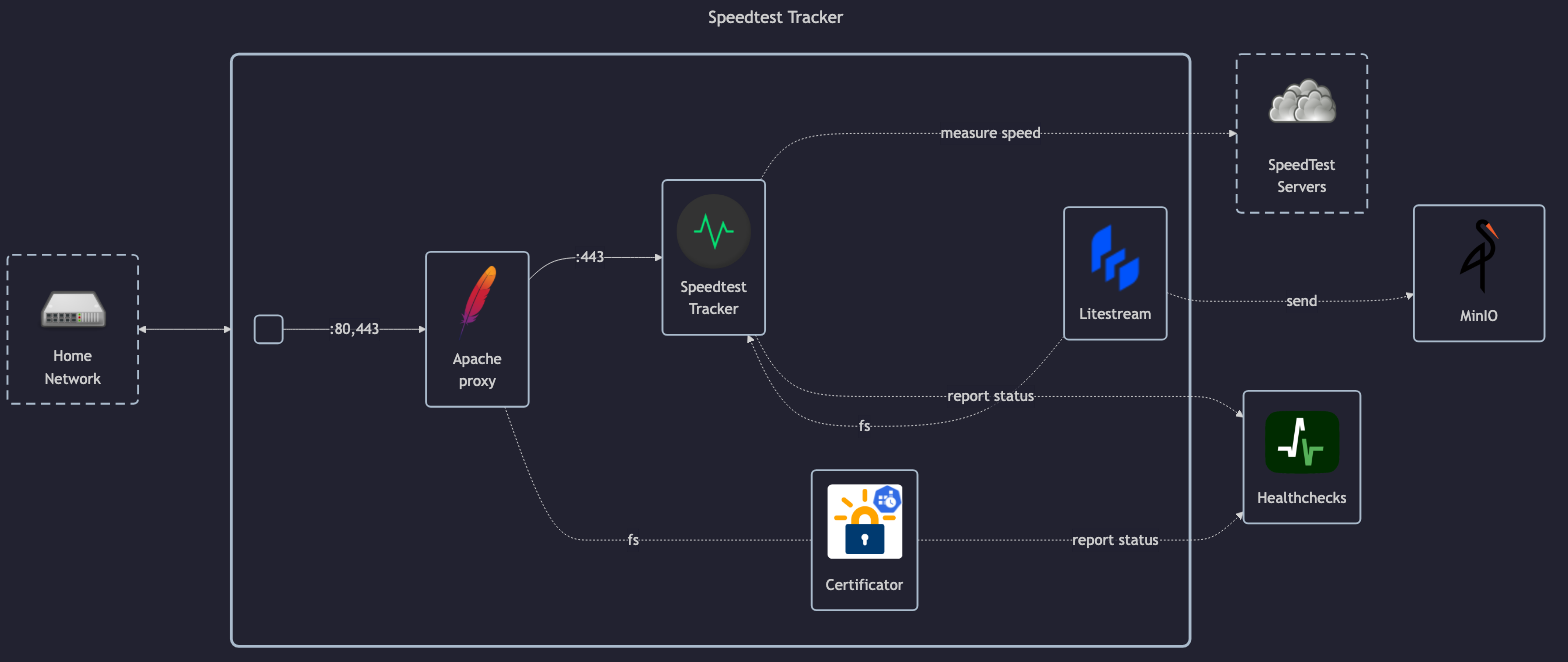 Speedtest Tracker
measure speed
SpeedTest
Servers
:443
Speedtest
Tracker
Litestream
send
MinIO
Home
Network
:80,443
Apache
proxy
report status
fs
Healthchecks
fs
Certificator
report status